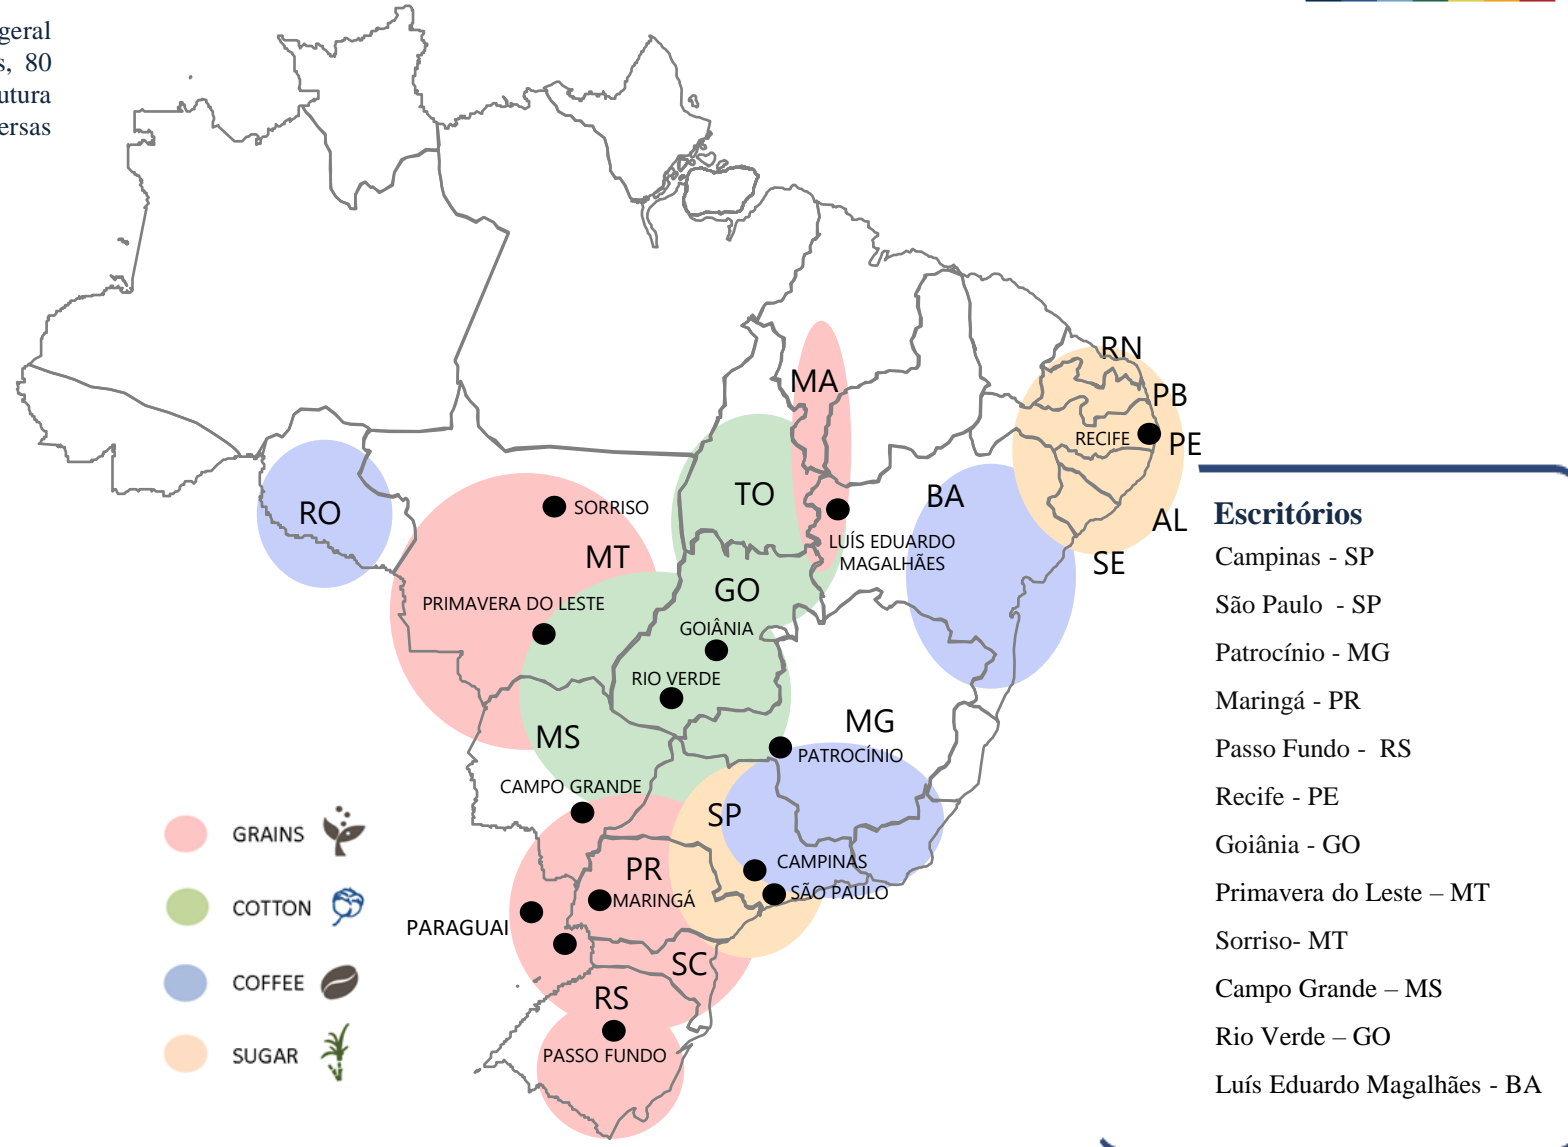 geral
s, 80
utura
ersas
RN
MA
PB
RECIFE
PE
TO
BA
RO
SORRISO
AL
LUÍS EDUARDO
MAGALHÃES
MT
SE
GO
PRIMAVERA DO LESTE
GOIÂNIA
RIO VERDE
MG
MS
PATROCÍNIO
CAMPO GRANDE
SP
CAMPINAS
PR
SÃO PAULO
MARINGÁ
PARAGUAI
SC
RS
PASSO FUNDO
GRAINS
COTTON
COFFEE
SUGAR
Escritórios
Campinas - SP
São Paulo - SP
Patrocínio - MG
Maringá - PR
Passo Fundo - RS
Recife - PE
Goiânia - GO
Primavera do Leste – MT
Sorriso- MT
Campo Grande – MS
Rio Verde – GO
Luís Eduardo Magalhães - BA